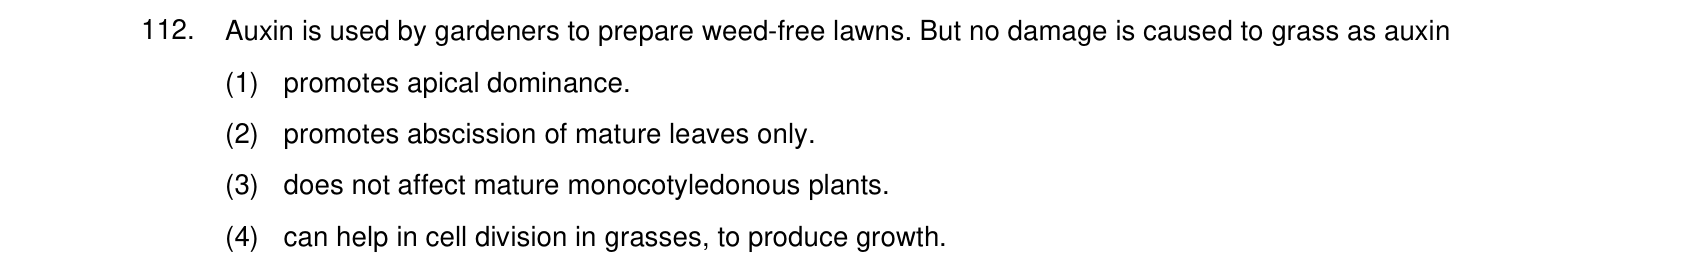 112. Auxin is used by gardeners to prepare weed-free lawns. But no damage is caused to grass as auxin
(1) promotes apical dominance.
(2) promotes abscission of mature leaves only.
(3) does not affect mature monocotyledonous plants.
(4) can help in cell division in grasses, to produce growth.